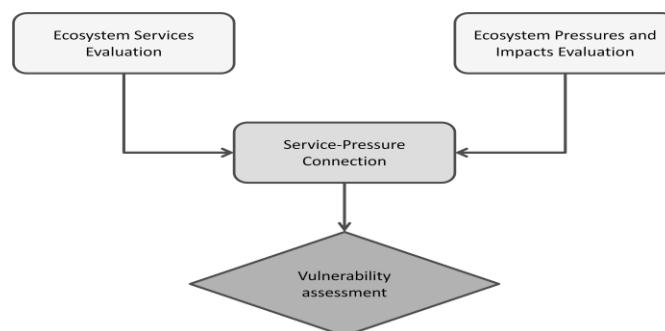 Ecosystem Services
Evaluation
Ecosystem Pressures and
Impacts Evaluation
Service-Pressure
Connection
Vulnerability
assessment